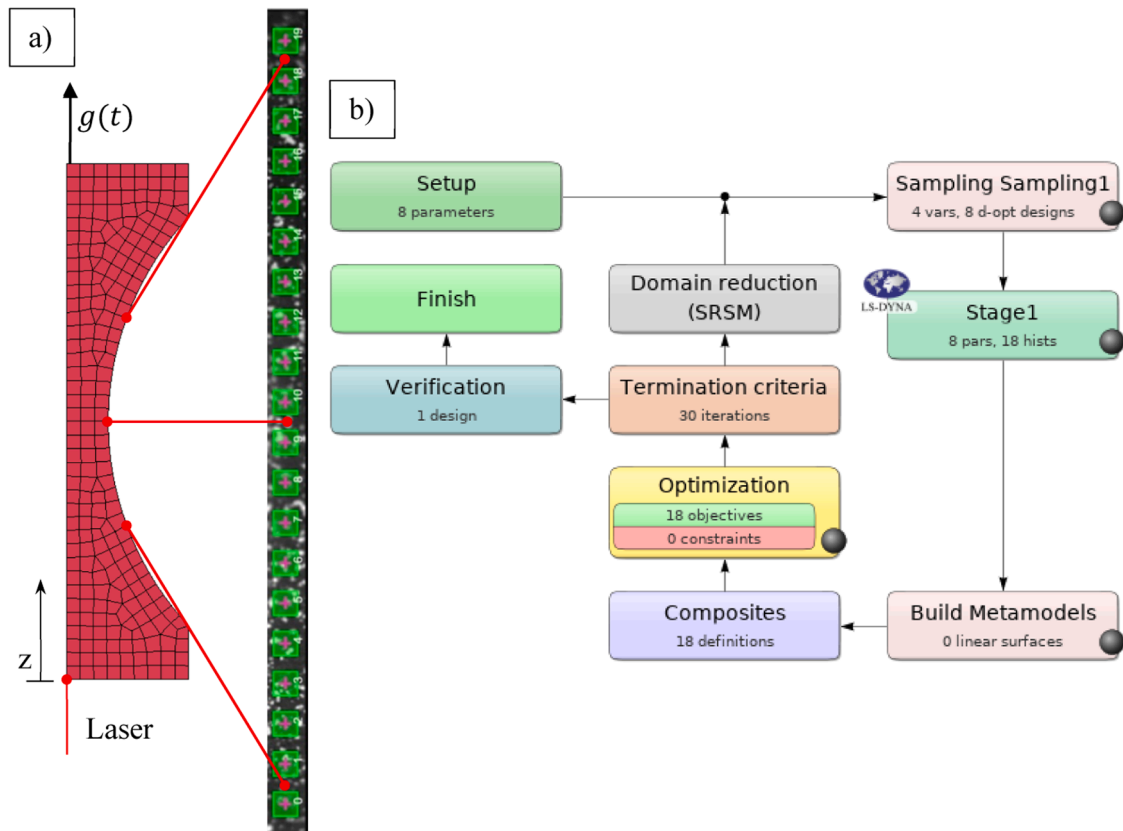 a)
g(t)
z
Laser
19
18
17
16
15
14
13
12
11
10
9
8
7
6
5
4
3
2
1
0
b)
Setup
8 parameters
Sampling Sampling1
4 vars, 8 d-opt designs
Finish
Domain reduction
(SRSM)
LS-DYNA
Stage1
8 pars, 18 hists
Verification
1 design
Termination criteria
30 iterations
Optimization
18 objectives
0 constraints
Composites
18 definitions
Build Metamodels
0 linear surfaces